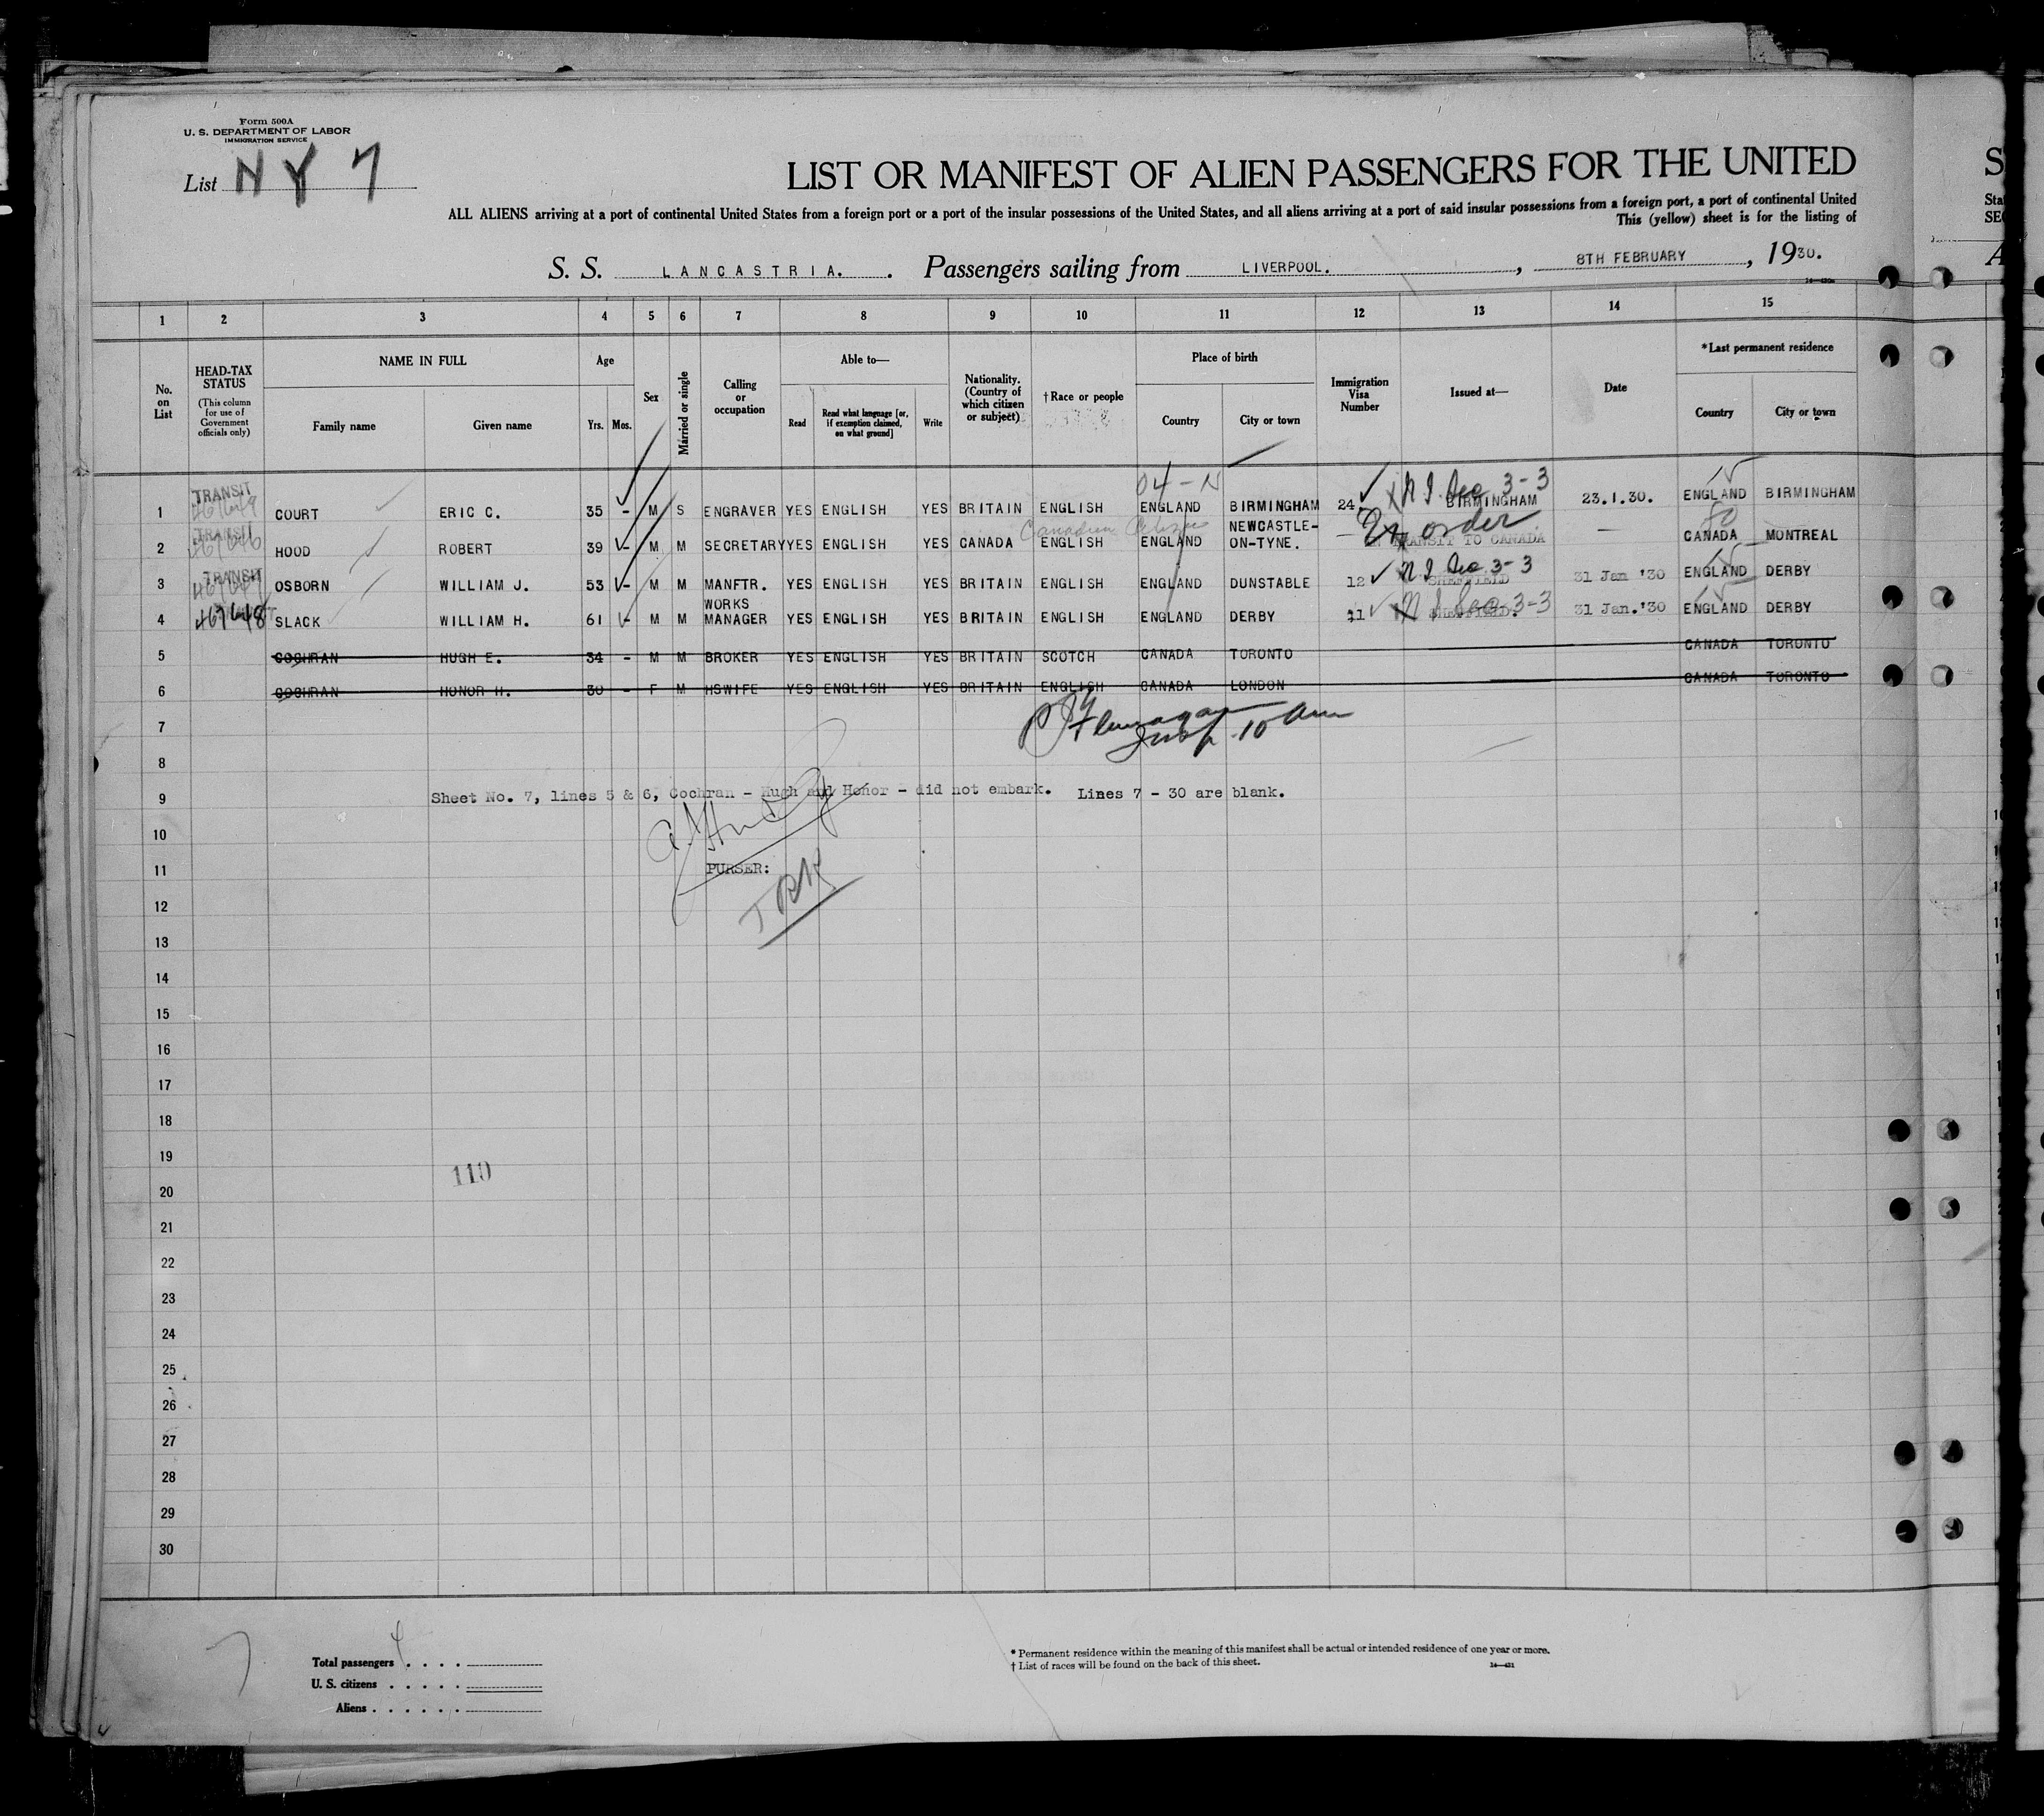 Form 500A
U. S. DEPARTMENT OF LABOR
IMMIGRATION SERVICE
List N Y 7
LIST OR MANIFEST OF ALIEN PASSENGERS FOR THE UNITED
ALL ALIENS arriving at a port of continental United States from a foreign port or a port of the insular possessions of the United States, and all aliens arriving at a port of said insular possessions from a foreign port, a port of continental United
This (yellow) sheet is for the listing of
S. S. LANCASTRIA. . Passengers sailing from LIVERPOOL. , 8TH FEBRUARY , 1930.
1 2 3 4 5 6 7 8 9 10 11 12 13 14 15
No. on List
HEAD-TAX STATUS
(This column for use of Government officials only)
NAME IN FULL
Family name
Given name
Age
Yrs. Mos.
Sex
Married or single
Calling or occupation
Able to—
Read
Read what language [or, if exemption claimed, on what ground]
Write
Nationality. (Country of which citizen or subject)
†Race or people
Place of birth
Country
City or town
Immigration Visa Number
Issued at—
Date
*Last permanent residence
Country
City or town
04-N
3-3
1 TRANSIT COURT ERIC C. 35 - M S ENGRAVER YES ENGLISH YES BRITAIN ENGLISH ENGLAND BIRMINGHAM 24 BIRMINGHAM 23.1.30. ENGLAND BIRMINGHAM
Canadian Citizen
2 TRANSIT HOOD ROBERT 39 - M M SECRETARY YES ENGLISH YES CANADA ENGLISH ENGLAND NEWCASTLE-ON-TYNE. — IN TRANSIT TO CANADA — CANADA MONTREAL
order
3-3
3 TRANSIT OSBORN WILLIAM J. 53 - M M MANFTR. YES ENGLISH YES BRITAIN ENGLISH ENGLAND DUNSTABLE 12 SHEFFIELD 31 Jan '30 ENGLAND DERBY
4 467648 SLACK WILLIAM H. 61 - M M WORKS MANAGER YES ENGLISH YES BRITAIN ENGLISH ENGLAND DERBY 11 SHEFFIELD. 3-3 31 Jan.'30 ENGLAND DERBY
5 COCHRAN HUGH E. 34 - M M BROKER YES ENGLISH YES BRITAIN SCOTCH CANADA TORONTO CANADA TORONTO
6 COCHRAN HONOR H. 30 - F M HSWIFE YES ENGLISH YES BRITAIN ENGLISH CANADA LONDON CANADA TORONTO
7
8
9 Sheet No. 7, lines 5 & 6, Cochran - Hugh and Honor - did not embark. Lines 7 - 30 are blank.
10
11 PURSER:
12
13
14
15
16
17
18
19
110
20
21
22
23
24
25
26
27
28
29
30
7
Total passengers . . . . 4
U. S. citizens . . . . .
Aliens . . . . . .
* Permanent residence within the meaning of this manifest shall be actual or intended residence of one year or more.
† List of races will be found on the back of this sheet.